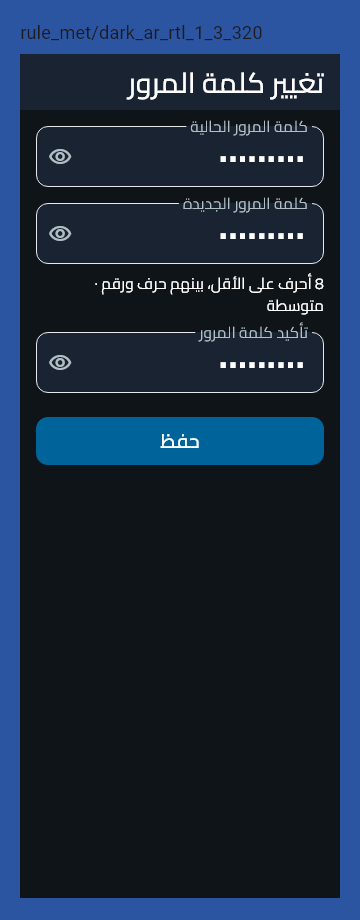 rule_met/dark_ar_rtl_1_3_320
تغيير كلمة المرور
كلمة المرور الحالية
▪▪▪▪▪▪▪▪▪
كلمة المرور الجديدة
▪▪▪▪▪▪▪▪▪
8 أحرف على الأقل، بينهم حرف ورقم ·
متوسطة
تأكيد كلمة المرور
▪▪▪▪▪▪▪▪▪
حفظ